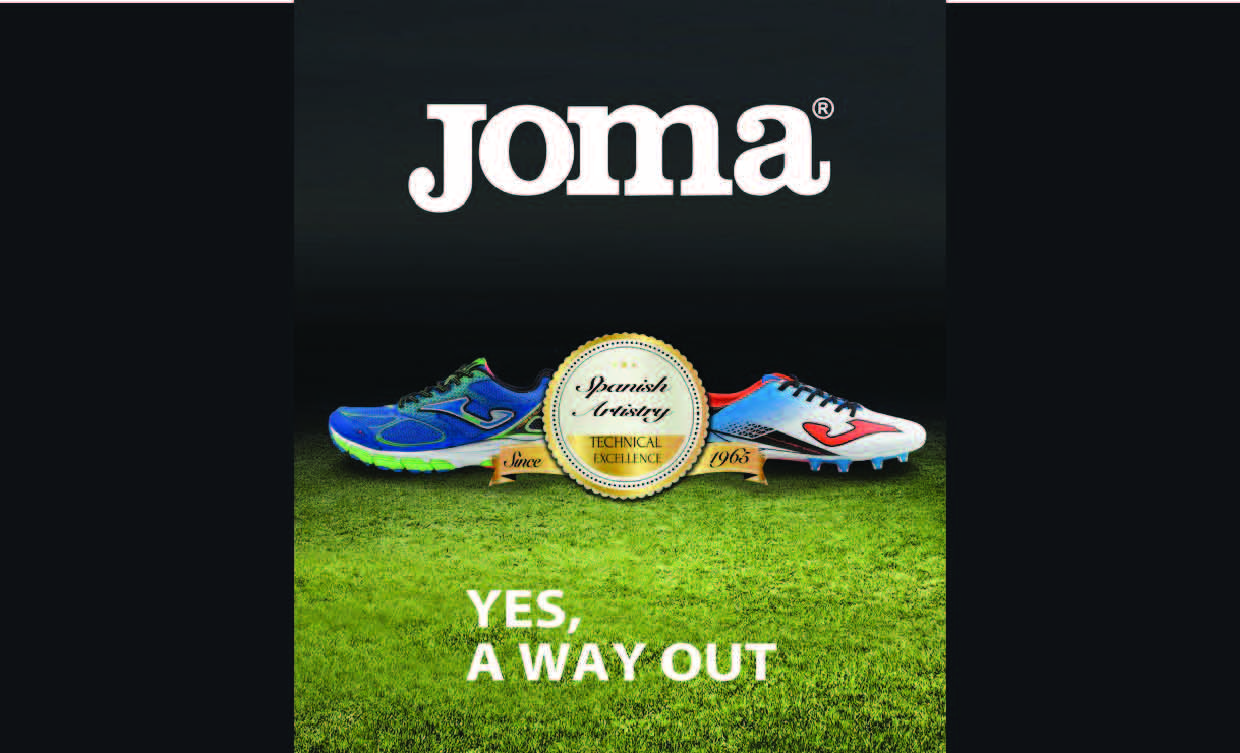 Joma®
Spanish
Artistry
TECHNICAL
EXCELLENCE
Since
1965
YES,
A WAY OUT